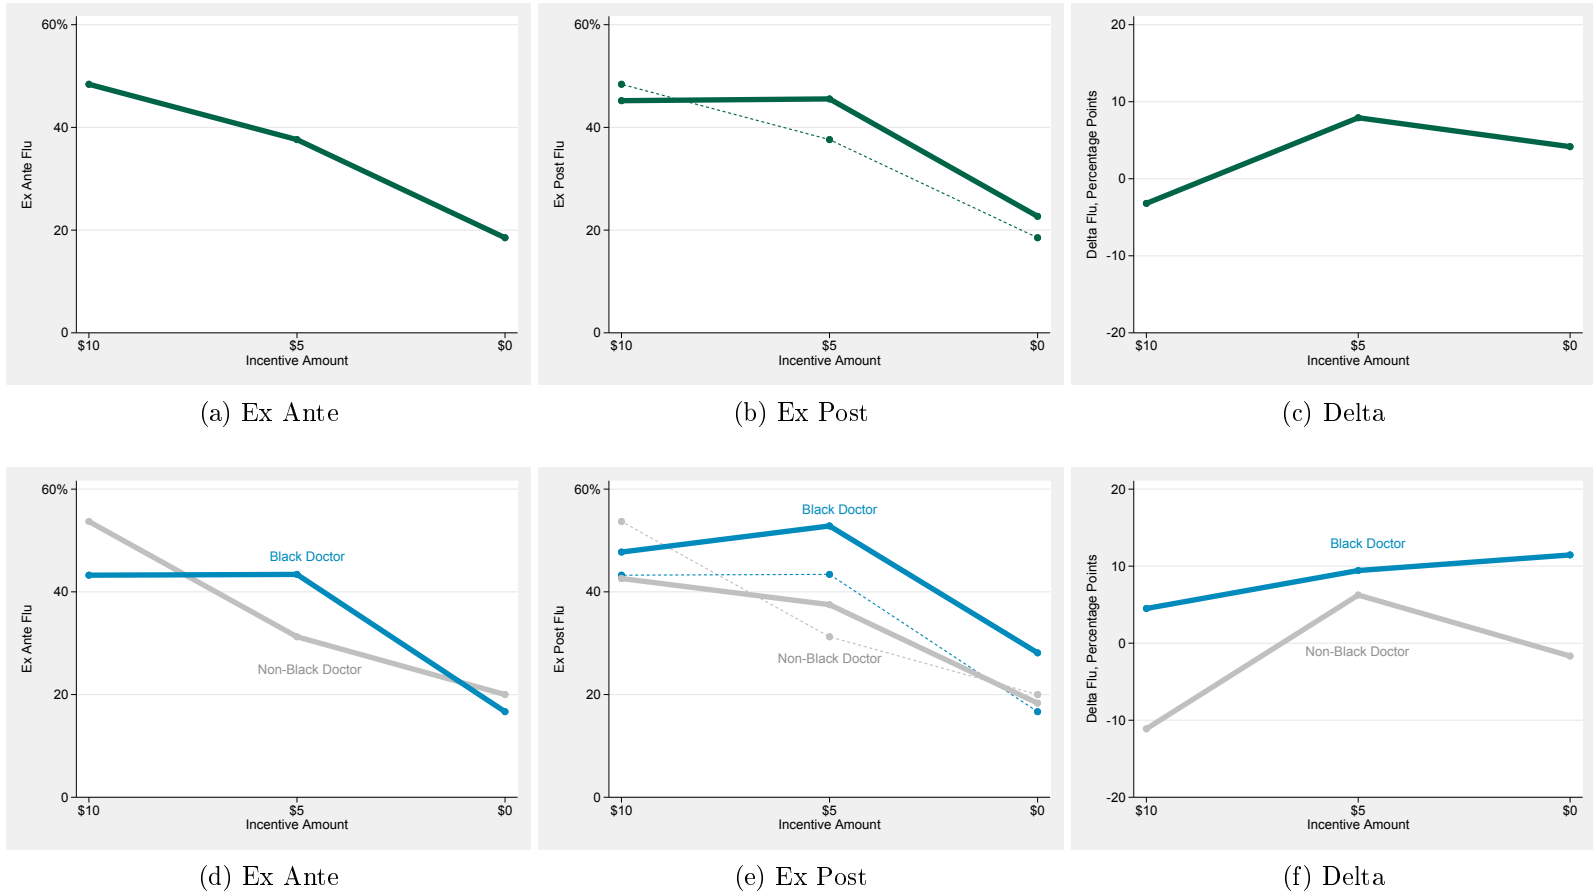 60%
40
20
0
Ex Ante Flu
$10
$5
$0
Incentive Amount
(a) Ex Ante
60%
40
20
0
Ex Post Flu
$10
$5
$0
Incentive Amount
(b) Ex Post
20
10
0
-10
-20
Delta Flu, Percentage Points
$10
$5
$0
Incentive Amount
(c) Delta
60%
40
20
0
Ex Ante Flu
Black Doctor
Non-Black Doctor
$10
$5
$0
Incentive Amount
(d) Ex Ante
60%
40
20
0
Ex Post Flu
Black Doctor
Non-Black Doctor
$10
$5
$0
Incentive Amount
(e) Ex Post
20
10
0
-10
-20
Delta Flu, Percentage Points
Black Doctor
Non-Black Doctor
$10
$5
$0
Incentive Amount
(f) Delta